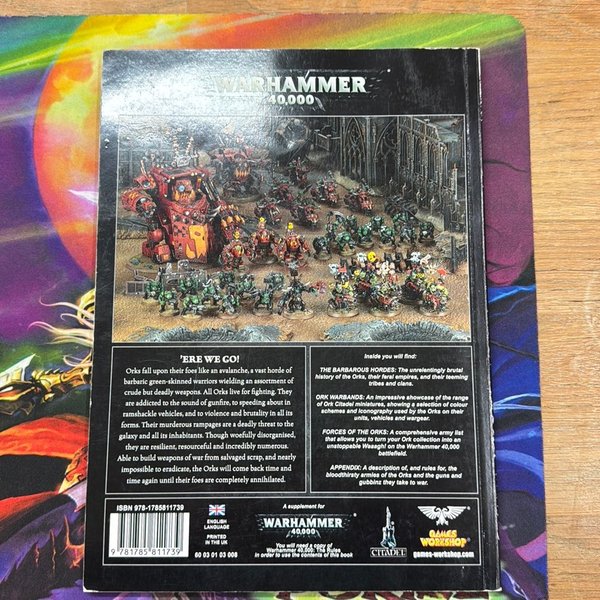 WARHAMMER
40,000
'ERE WE GO!
Orks fall upon their foes like an avalanche, a vast horde of
barbaric green-skinned warriors wielding an assortment of
crude but deadly weapons. All Orks live for fighting. They
are addicted to the sound of gunfire, to speeding about in
ramshackle vehicles, and to violence and brutality in all its
forms. Their murderous rampages are a deadly threat to the
galaxy and all its inhabitants. Though woefully disorganised,
they are resilient, resourceful and incredibly numerous.
Able to build weapons of war from salvaged scrap, and nearly
impossible to eradicate, the Orks will come back time and
time again until their foes are completely annihilated.
Inside you will find:
THE BARBAROUS HORDES: The unrelentingly brutal
history of the Orks, their feral empires, and their teeming
tribes and clans.
ORK WARBANDS: An impressive showcase of the range
of Ork Citadel miniatures, showing a selection of colour
schemes and iconography used by the Orks on their
units, vehicles and wargear.
FORCES OF THE ORKS: A comprehensive army list
that allows you to turn your Ork collection into an
unstoppable Waaagh! on the Warhammer 40,000
battlefield.
APPENDIX: A description of, and rules for, the
bloodthirsty armies of the Orks and the guns and
gubbinz they take to war.
ISBN 978-1785811739
9 781785 811739
ENGLISH
LANGUAGE
PRINTED
IN THE UK
60 03 01 03 008
A supplement for
WARHAMMER
40,000
You will need a copy of
Warhammer 40,000: The Rules
in order to use the contents of this book
CITADEL
GAMES
WORKSHOP
games-workshop.com